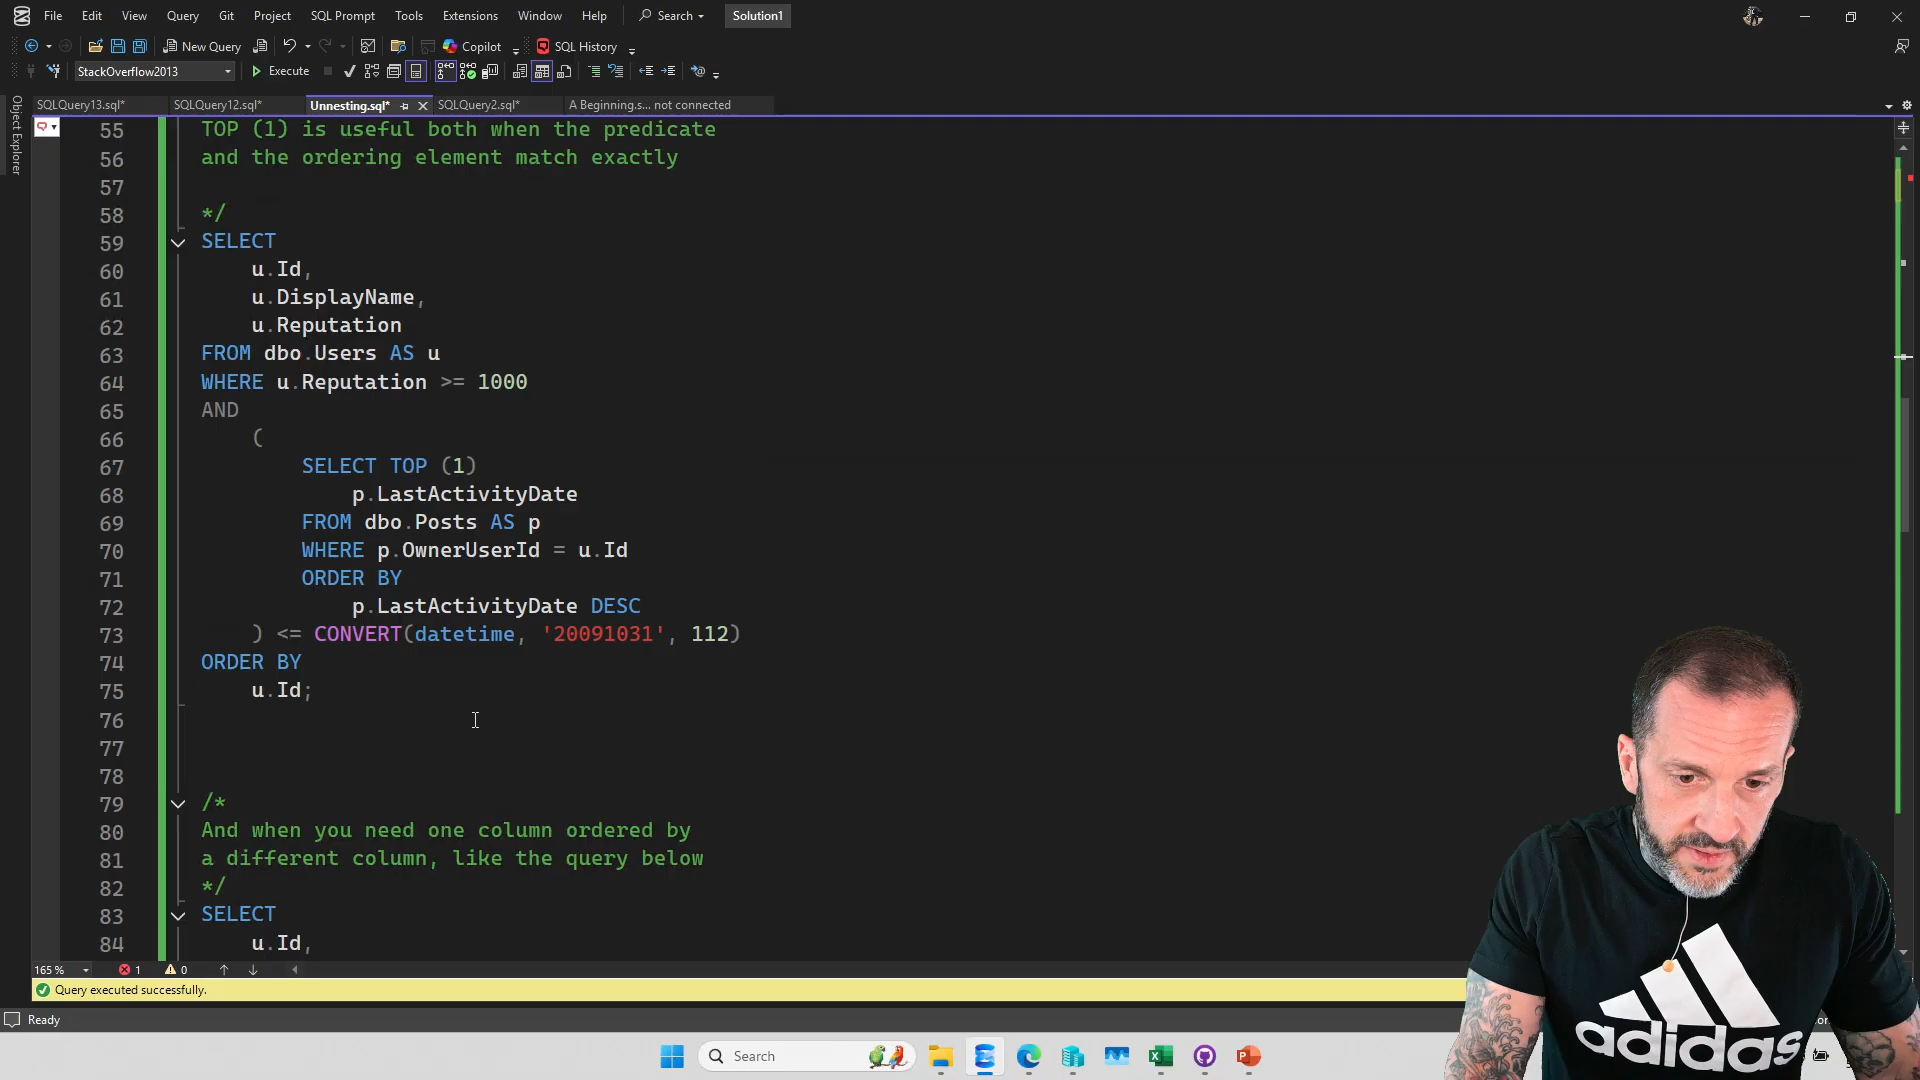 File Edit View Query Git Project SQL Prompt Tools Extensions Window Help Search Solution1
New Query Copilot SQL History
StackOverflow2013 Execute
SQLQuery13.sql* SQLQuery12.sql* Unnesting.sql* SQLQuery2.sql* A Beginning.s... not connected
Object Explorer
55 TOP (1) is useful both when the predicate
56 and the ordering element match exactly
57
58 */
59 SELECT
60 u.Id,
61 u.DisplayName,
62 u.Reputation
63 FROM dbo.Users AS u
64 WHERE u.Reputation >= 1000
65 AND
66 (
67 SELECT TOP (1)
68 p.LastActivityDate
69 FROM dbo.Posts AS p
70 WHERE p.OwnerUserId = u.Id
71 ORDER BY
72 p.LastActivityDate DESC
73 ) <= CONVERT(datetime, '20091031', 112)
74 ORDER BY
75 u.Id;
76
77
78
79 /*
80 And when you need one column ordered by
81 a different column, like the query below
82 */
83 SELECT
84 u.Id,
165 % 1 0
Query executed successfully.
Ready
Search
adidas